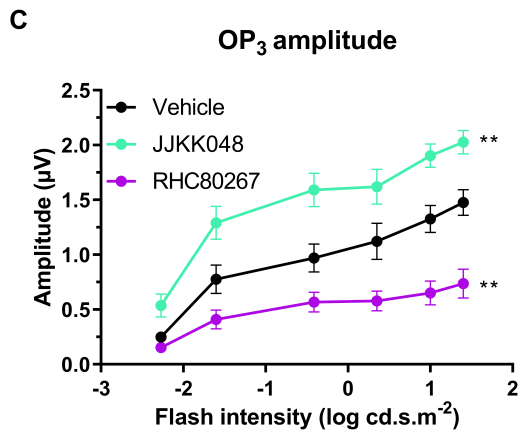 C
OP3 amplitude
Amplitude (μV)
2.5
2.0
1.5
1.0
0.5
0.0
Vehicle
JJKK048
RHC80267
**
**
-3 -2 -1 0 1 2
Flash intensity (log cd.s.m-2)